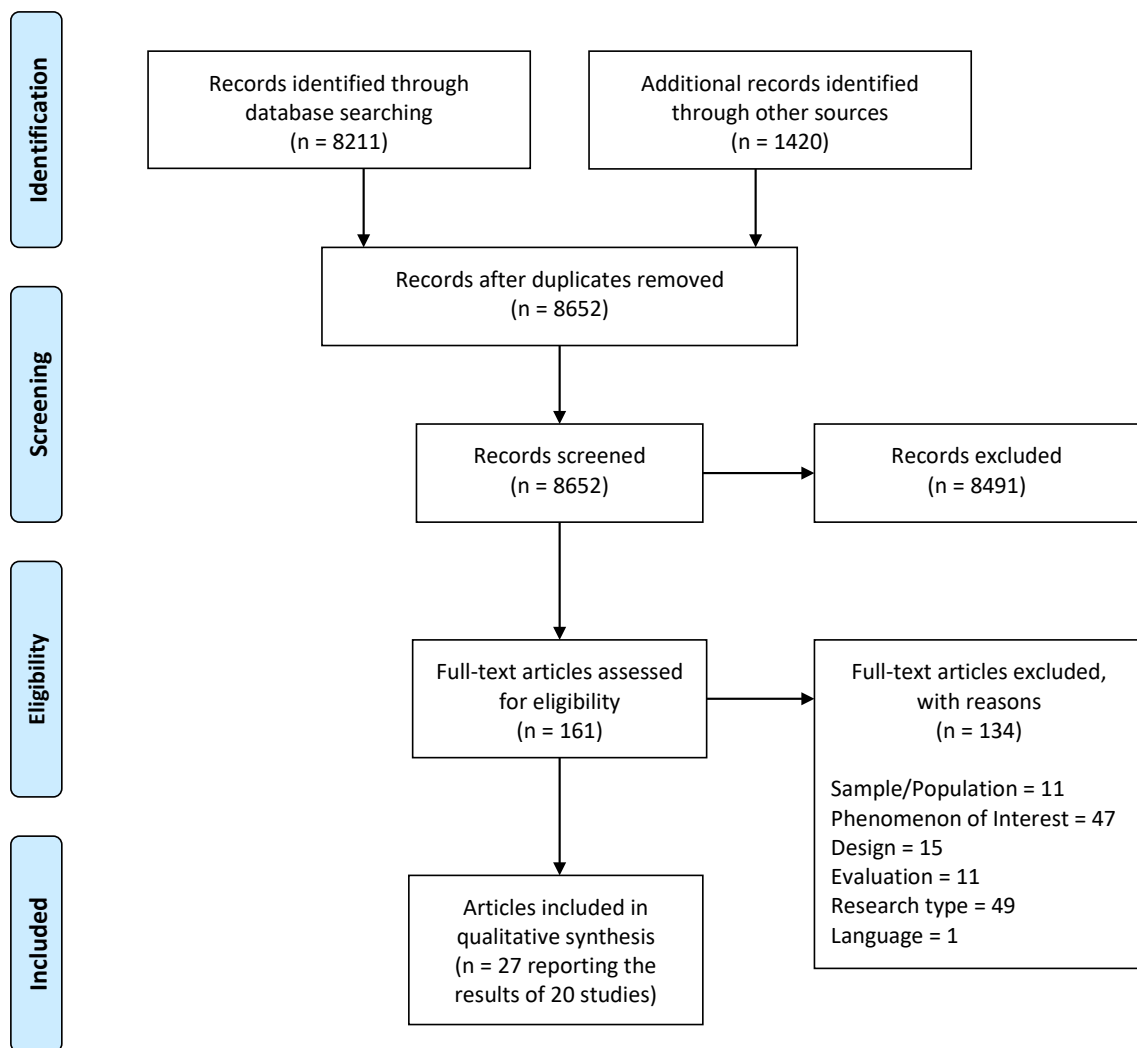 Identification
Records identified through
database searching
(n = 8211)
Additional records identified
through other sources
(n = 1420)
Records after duplicates removed
(n = 8652)
Screening
Records screened
(n = 8652)
Records excluded
(n = 8491)
Eligibility
Full-text articles assessed
for eligibility
(n = 161)
Full-text articles excluded,
with reasons
(n = 134)
Sample/Population = 11
Phenomenon of Interest = 47
Design = 15
Evaluation = 11
Research type = 49
Language = 1
Included
Articles included in
qualitative synthesis
(n = 27 reporting the
results of 20 studies)